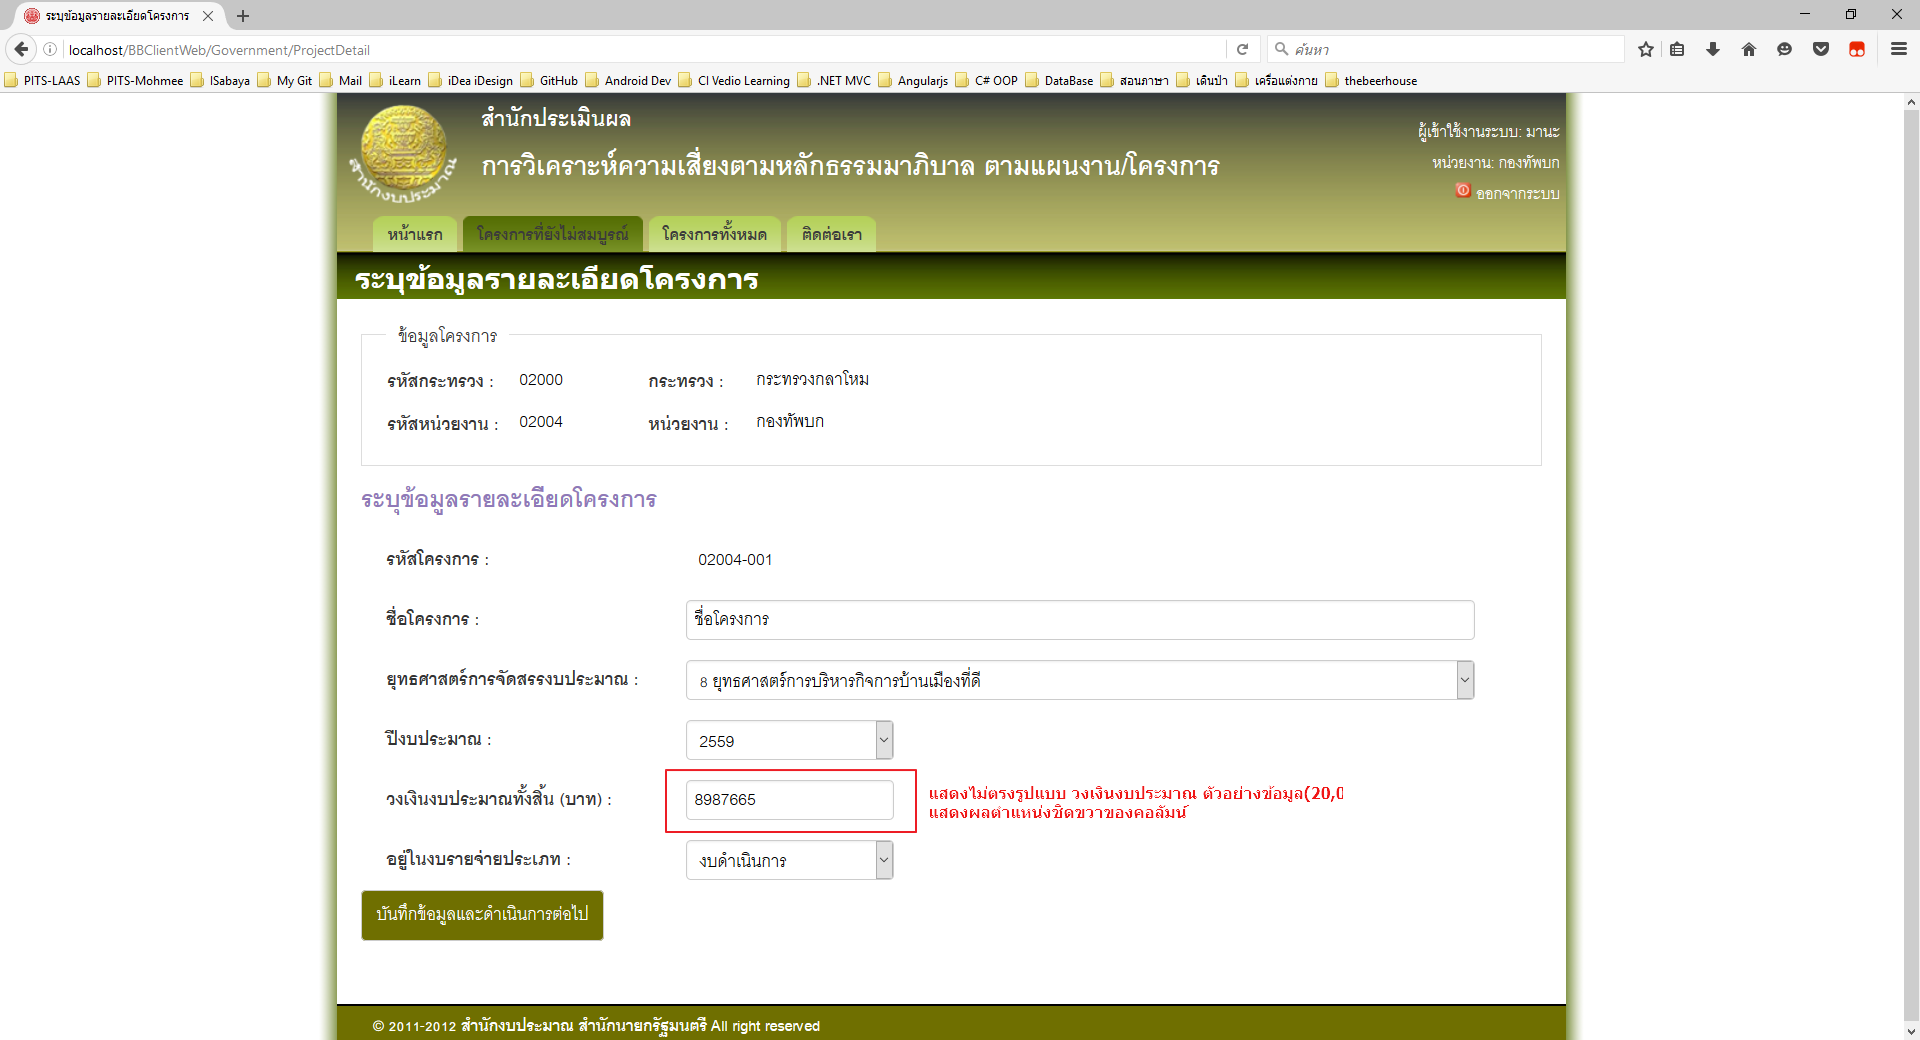 ระบุข้อมูลรายละเอียดโครงการ
localhost/BBClientWeb/Government/ProjectDetail
ค้นหา
PITS-LAAS PITS-Mohmee ISabaya My Git Mail iLearn iDea iDesign GitHub Android Dev CI Vedio Learning .NET MVC Angularjs C# OOP DataBase สอนภาษา เดินป่า เครื่อแต่งกาย thebeerhouse
สำนักงบประมาณ
สำนักประเมินผล
การวิเคราะห์ความเสี่ยงตามหลักธรรมมาภิบาล ตามแผนงาน/โครงการ
ผู้เข้าใช้งานระบบ: มานะ
หน่วยงาน: กองทัพบก
ออกจากระบบ
หน้าแรก โครงการที่ยังไม่สมบูรณ์ โครงการทั้งหมด ติดต่อเรา
ระบุข้อมูลรายละเอียดโครงการ
ข้อมูลโครงการ
รหัสกระทรวง : 02000 กระทรวง : กระทรวงกลาโหม
รหัสหน่วยงาน : 02004 หน่วยงาน : กองทัพบก
ระบุข้อมูลรายละเอียดโครงการ
รหัสโครงการ : 02004-001
ชื่อโครงการ : ชื่อโครงการ
ยุทธศาสตร์การจัดสรรงบประมาณ : 8 ยุทธศาสตร์การบริหารกิจการบ้านเมืองที่ดี
ปีงบประมาณ : 2559
วงเงินงบประมาณทั้งสิ้น (บาท) : 8987665
แสดงไม่ตรงรูปแบบ วงเงินงบประมาณ ตัวอย่างข้อมูล(20,0
แสดงผลตำแหน่งชิดขวาของคอลัมน์
อยู่ในงบรายจ่ายประเภท : งบดำเนินการ
บันทึกข้อมูลและดำเนินการต่อไป
© 2011-2012 สำนักงบประมาณ สำนักนายกรัฐมนตรี All right reserved